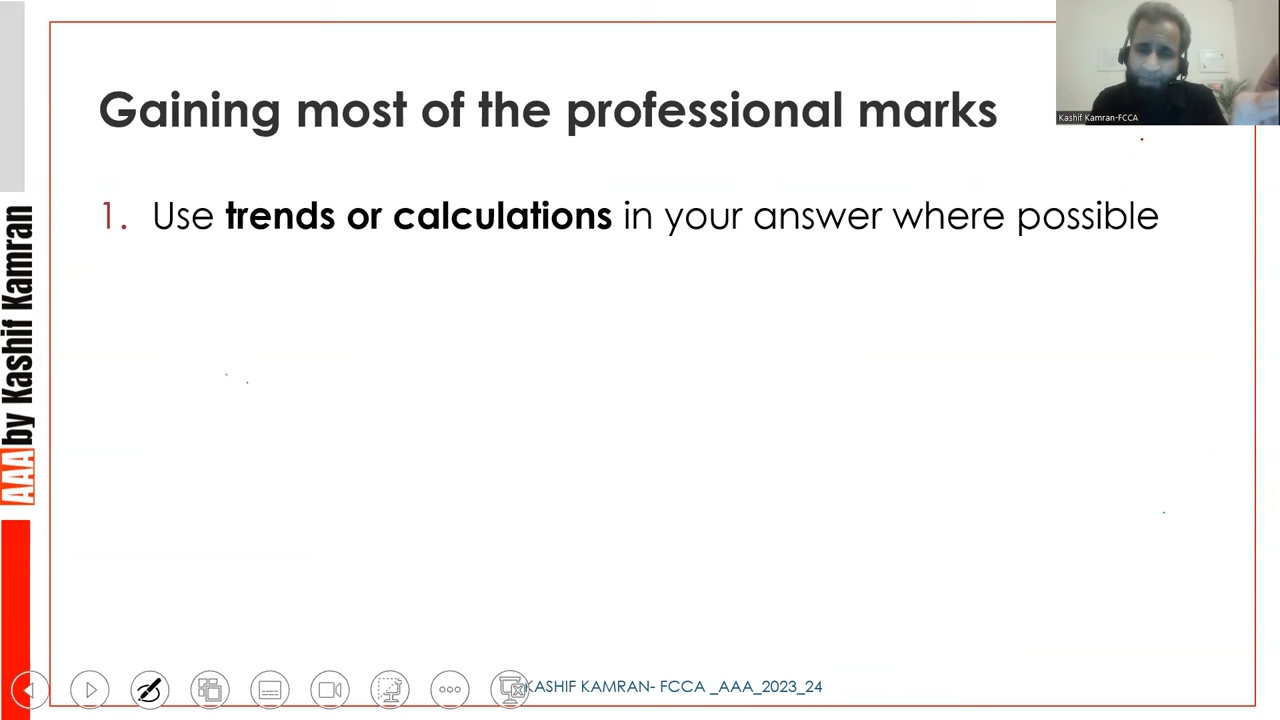 Gaining most of the professional marks
Kashif Kamran-FCCA
1. Use trends or calculations in your answer where possible
AAA by Kashif Kamran
KASHIF KAMRAN- FCCA _AAA_2023_24